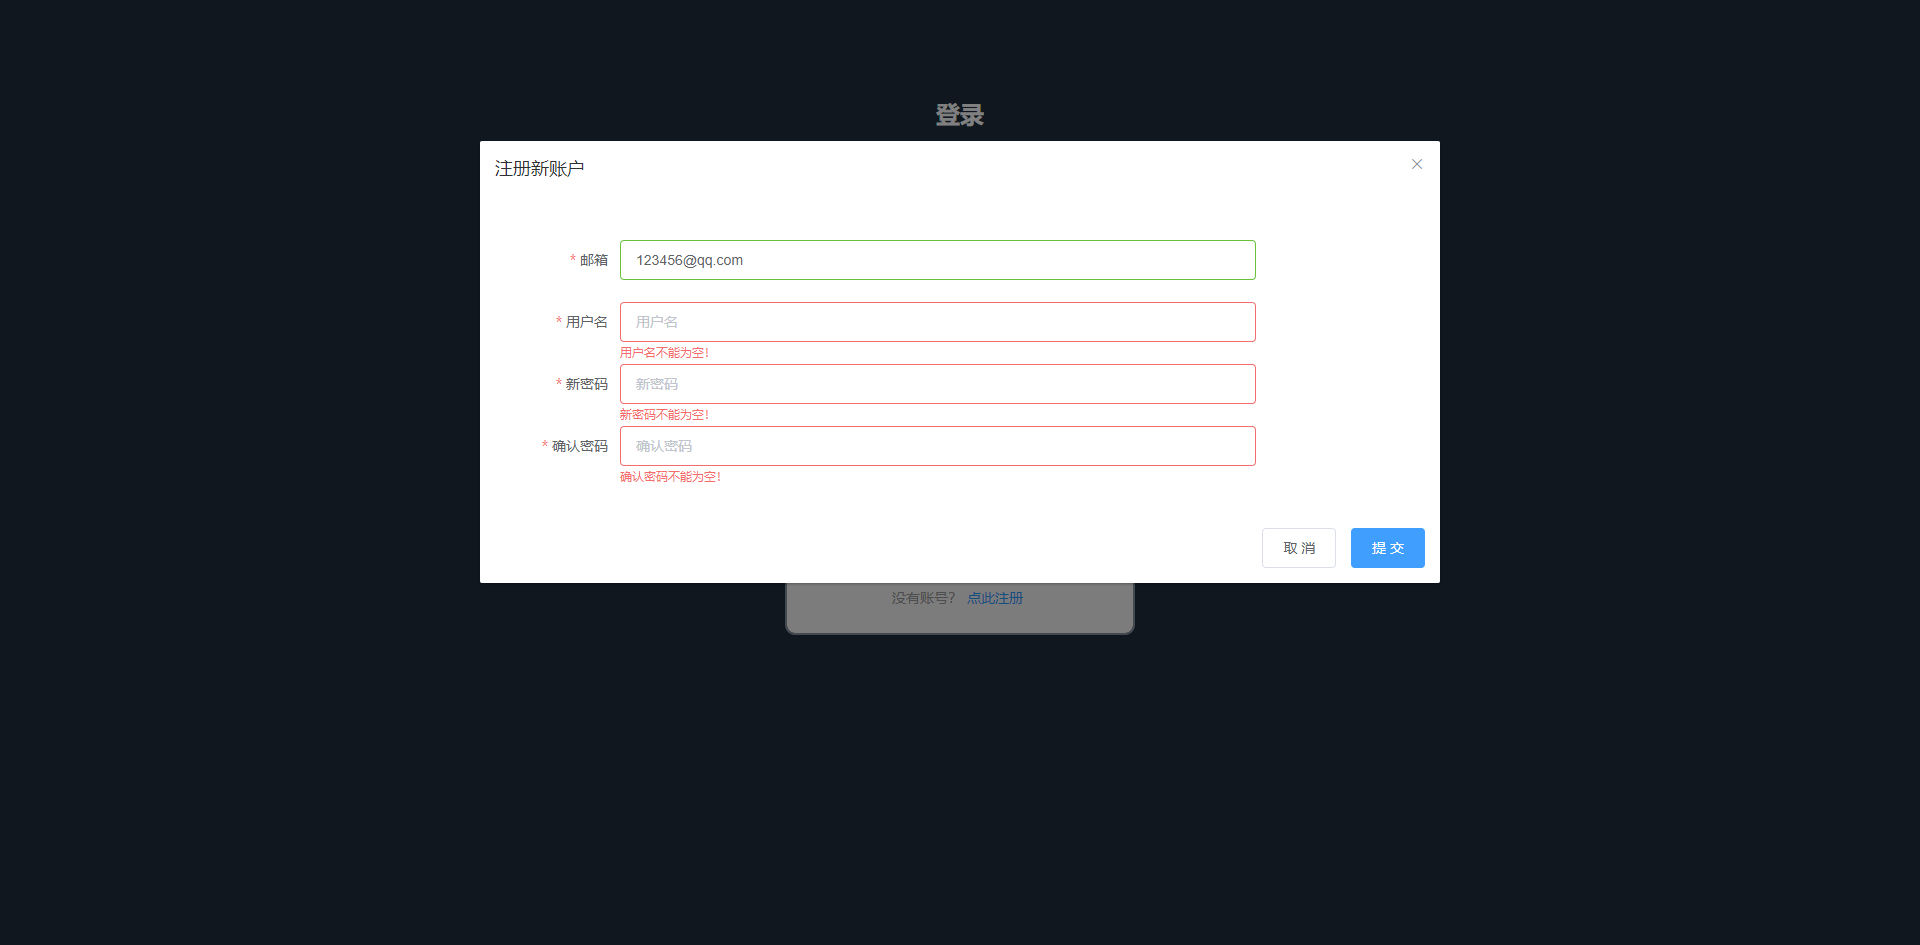 登录
注册新账户
* 邮箱 123456@qq.com
* 用户名 用户名
用户名不能为空!
* 新密码 新密码
新密码不能为空!
* 确认密码 确认密码
确认密码不能为空!
取 消 提 交
没有账号? 点此注册